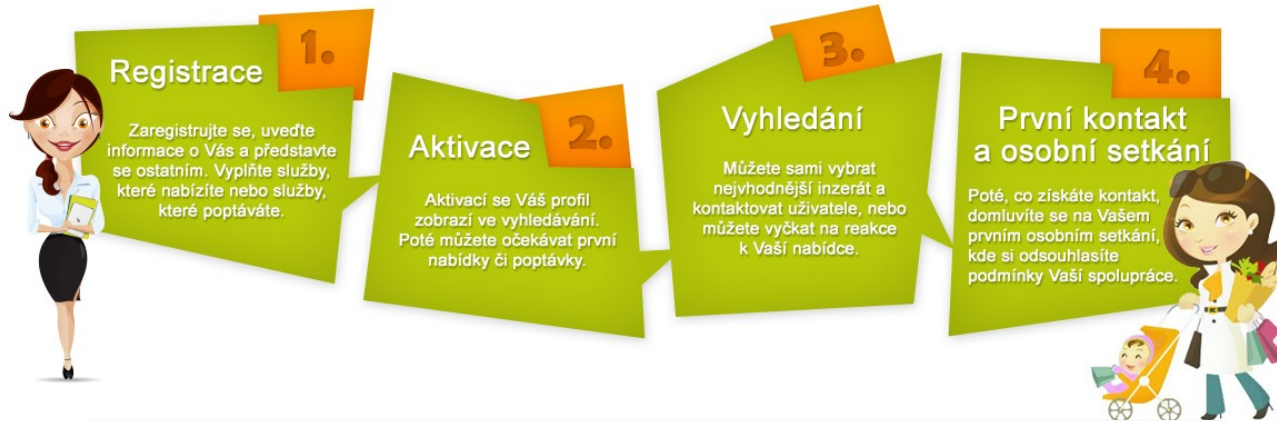 1.
Registrace
Zaregistrujte se, uveďte
informace o Vás a představte
se ostatním. Vyplňte služby,
které nabízíte nebo služby,
které poptáváte.
2.
Aktivace
Aktivací se Váš profil
zobrazí ve vyhledávání.
Poté můžete očekávat první
nabídky či poptávky.
3.
Vyhledání
Můžete sami vybrat
nejvhodnější inzerát a
kontaktovat uživatele, nebo
můžete vyčkat na reakce
k Vaší nabídce.
4.
První kontakt
a osobní setkání
Poté, co získáte kontakt,
domluvíte se na Vašem
prvním osobním setkání,
kde si odsouhlasíte
podmínky Vaší spolupráce.